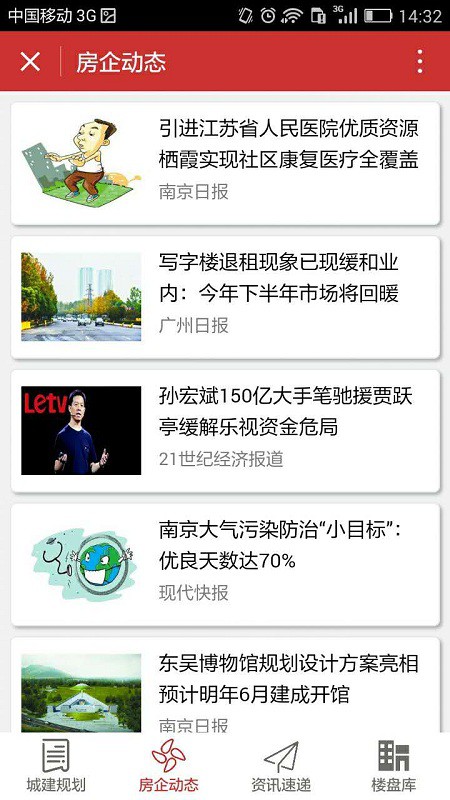 中国移动 3G
3G
14:32
房企动态
引进江苏省人民医院优质资源
栖霞实现社区康复医疗全覆盖
南京日报
写字楼退租现象已现缓和业
内：今年下半年市场将回暖
广州日报
Letv
孙宏斌150亿大手笔驰援贾跃
亭缓解乐视资金危局
21世纪经济报道
南京大气污染防治“小目标”：
优良天数达70%
现代快报
东吴博物馆规划设计方案亮相
预计明年6月建成开馆
南京日报
城建规划
房企动态
资讯速递
楼盘库